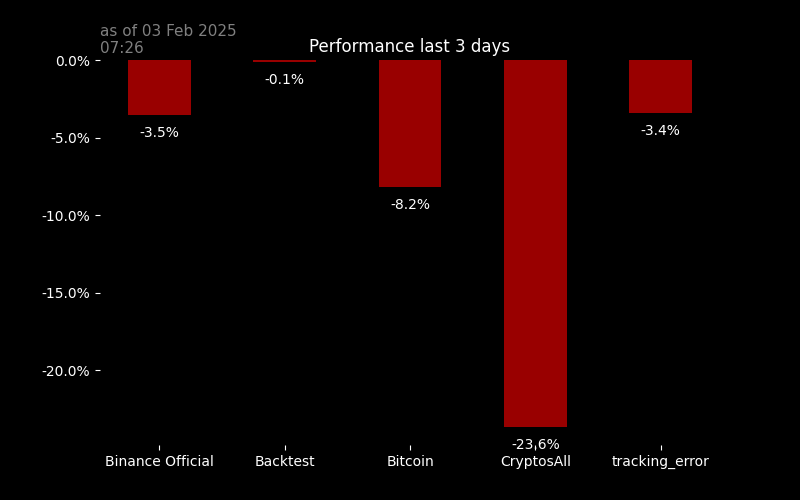 as of 03 Feb 2025
07:26
Performance last 3 days
0.0%
-5.0%
-10.0%
-15.0%
-20.0%
-3.5%
-0.1%
-8.2%
-23.6%
-3.4%
Binance Official
Backtest
Bitcoin
CryptosAll
tracking_error